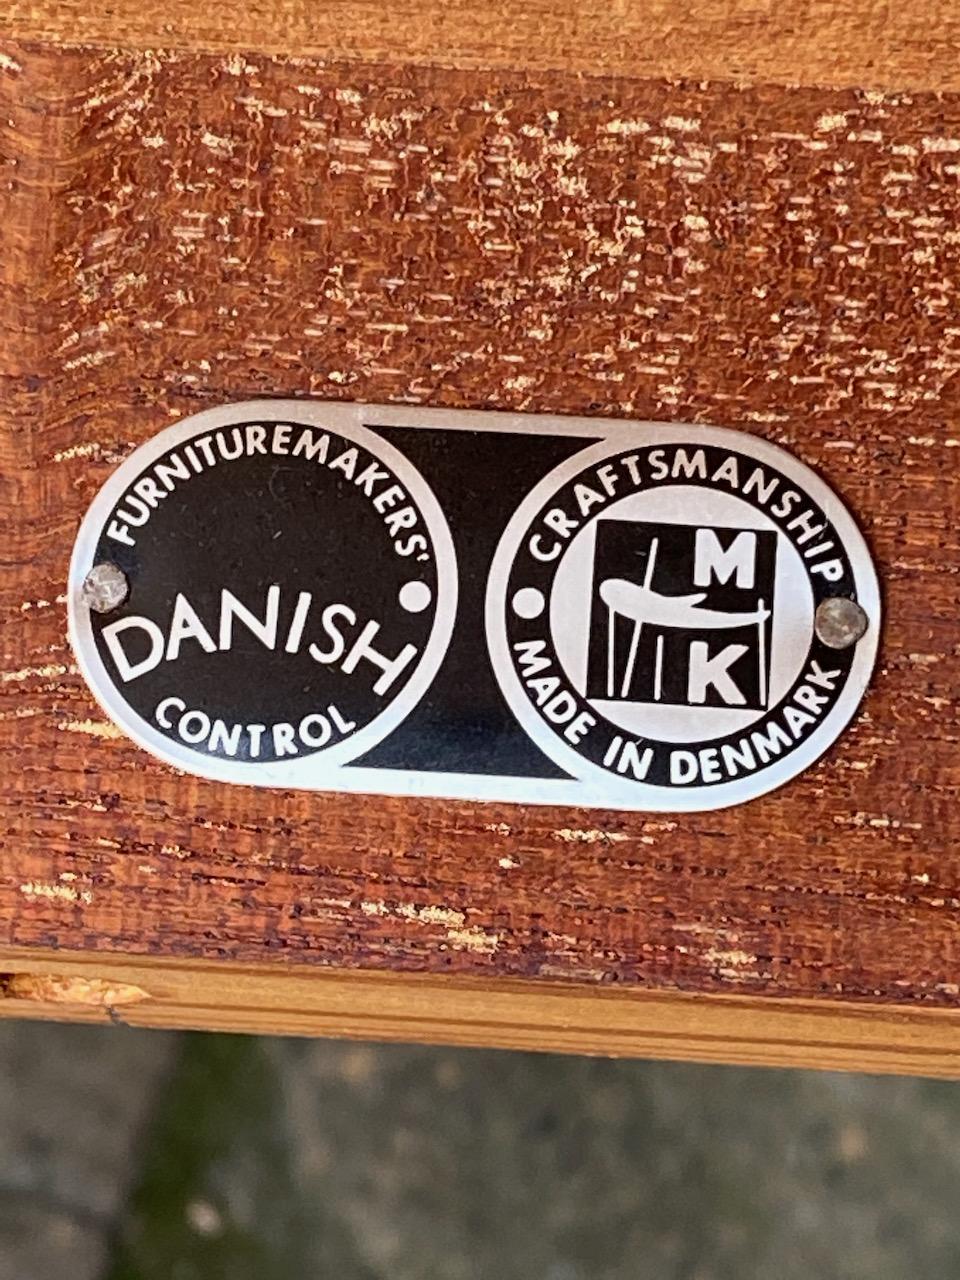 FURNITUREMAKERS'
DANISH
CONTROL
CRAFTSMANSHIP
M
K
MADE IN DENMARK